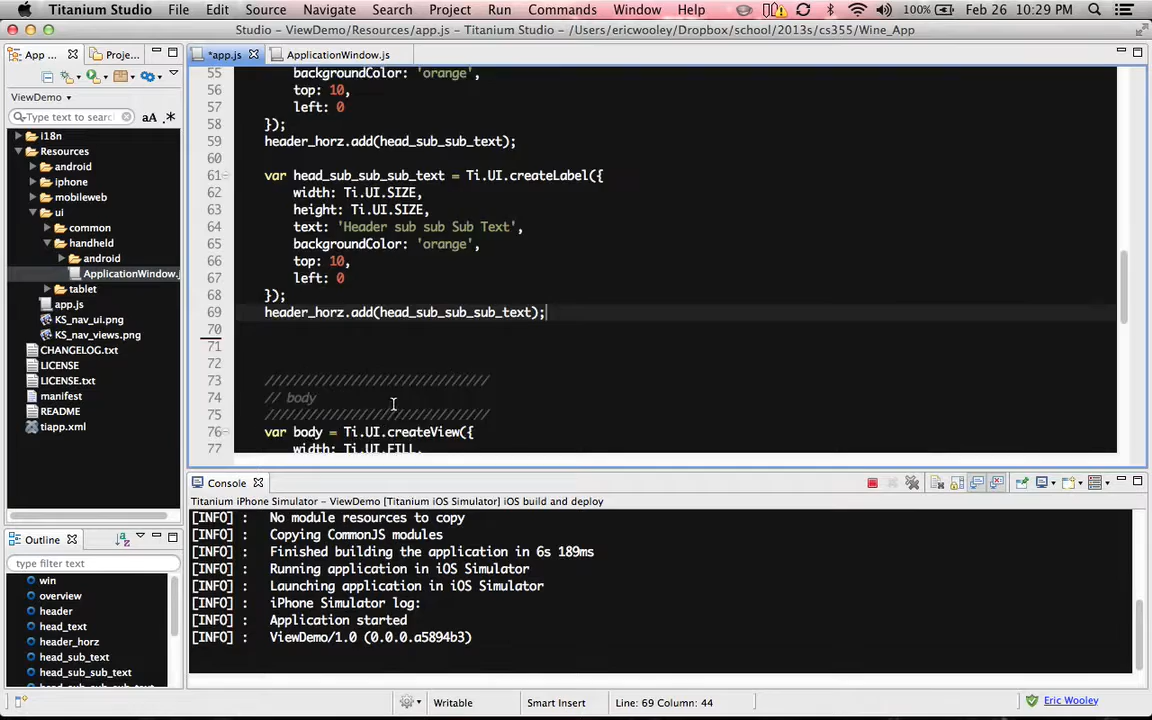 Titanium Studio File Edit Source Navigate Search Project Run Commands Window Help 100% Feb 26 10:29 PM
Studio - ViewDemo/Resources/app.js - Titanium Studio - /Users/ericwooley/Dropbox/school/2013s/cs355/Wine_App
App ... Proje...
*app.js ApplicationWindow.js
ViewDemo
Type text to searc aA .*
i18n
Resources
android
iphone
mobileweb
ui
common
handheld
android
ApplicationWindow.j
tablet
app.js
KS_nav_ui.png
KS_nav_views.png
CHANGELOG.txt
LICENSE
LICENSE.txt
manifest
README
tiapp.xml
55 backgroundColor: 'orange',
56 top: 10,
57 left: 0
58 });
59 header_horz.add(head_sub_sub_text);
60
61 var head_sub_sub_sub_text = Ti.UI.createLabel({
62 width: Ti.UI.SIZE,
63 height: Ti.UI.SIZE,
64 text: 'Header sub sub Sub Text',
65 backgroundColor: 'orange',
66 top: 10,
67 left: 0
68 });
69 header_horz.add(head_sub_sub_sub_text);
70
71
72
73 ///////////////////////////////
74 // body
75 ///////////////////////////////
76 var body = Ti.UI.createView({
77 width: Ti.UI.FILL,
Outline
type filter text
win
overview
header
head_text
header_horz
head_sub_text
head_sub_sub_text
head_sub_sub_sub_text
Console
Titanium iPhone Simulator - ViewDemo [Titanium iOS Simulator] iOS build and deploy
[INFO] : No module resources to copy
[INFO] : Copying CommonJS modules
[INFO] : Finished building the application in 6s 189ms
[INFO] : Running application in iOS Simulator
[INFO] : Launching application in iOS Simulator
[INFO] : iPhone Simulator log:
[INFO] : Application started
[INFO] : ViewDemo/1.0 (0.0.0.a5894b3)
Writable Smart Insert Line: 69 Column: 44 Eric Wooley